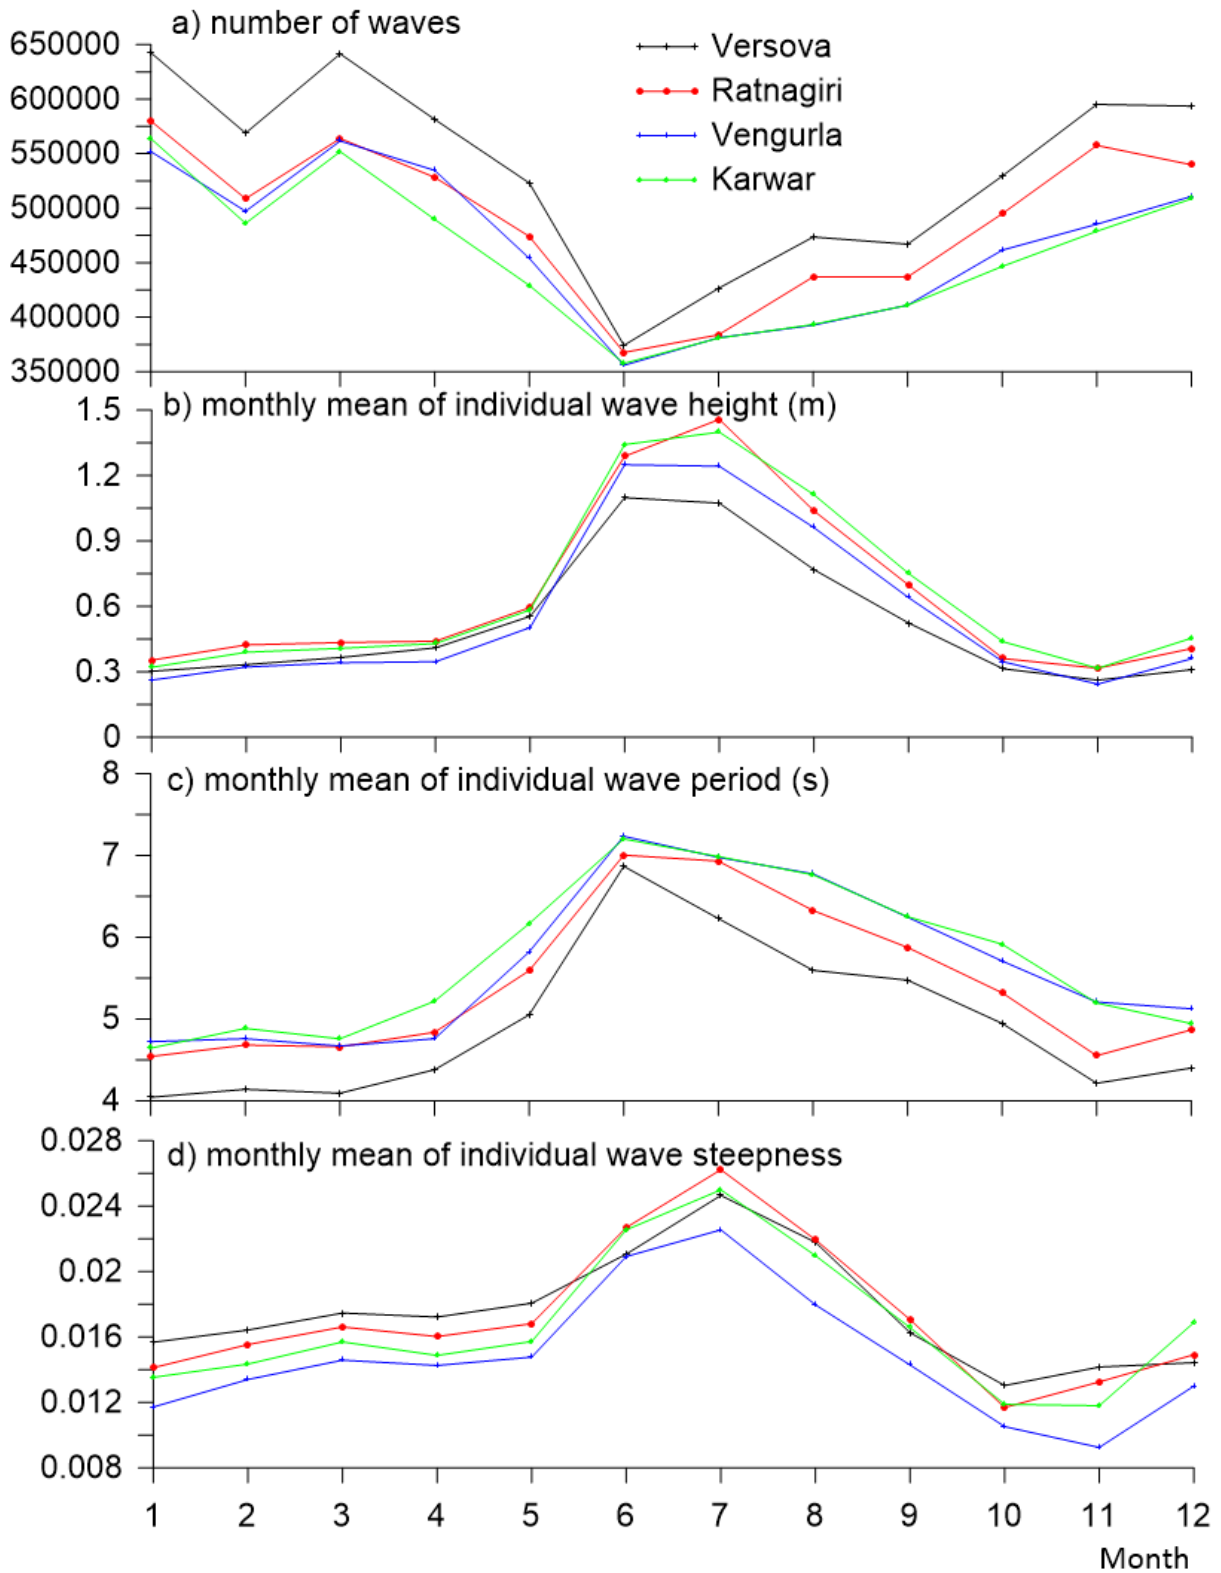 a) number of waves
650000
600000
550000
500000
450000
400000
350000
Versova
Ratnagiri
Vengurla
Karwar
b) monthly mean of individual wave height (m)
1.5
1.2
0.9
0.6
0.3
0
c) monthly mean of individual wave period (s)
8
7
6
5
4
d) monthly mean of individual wave steepness
0.028
0.024
0.02
0.016
0.012
0.008
1 2 3 4 5 6 7 8 9 10 11 12
Month